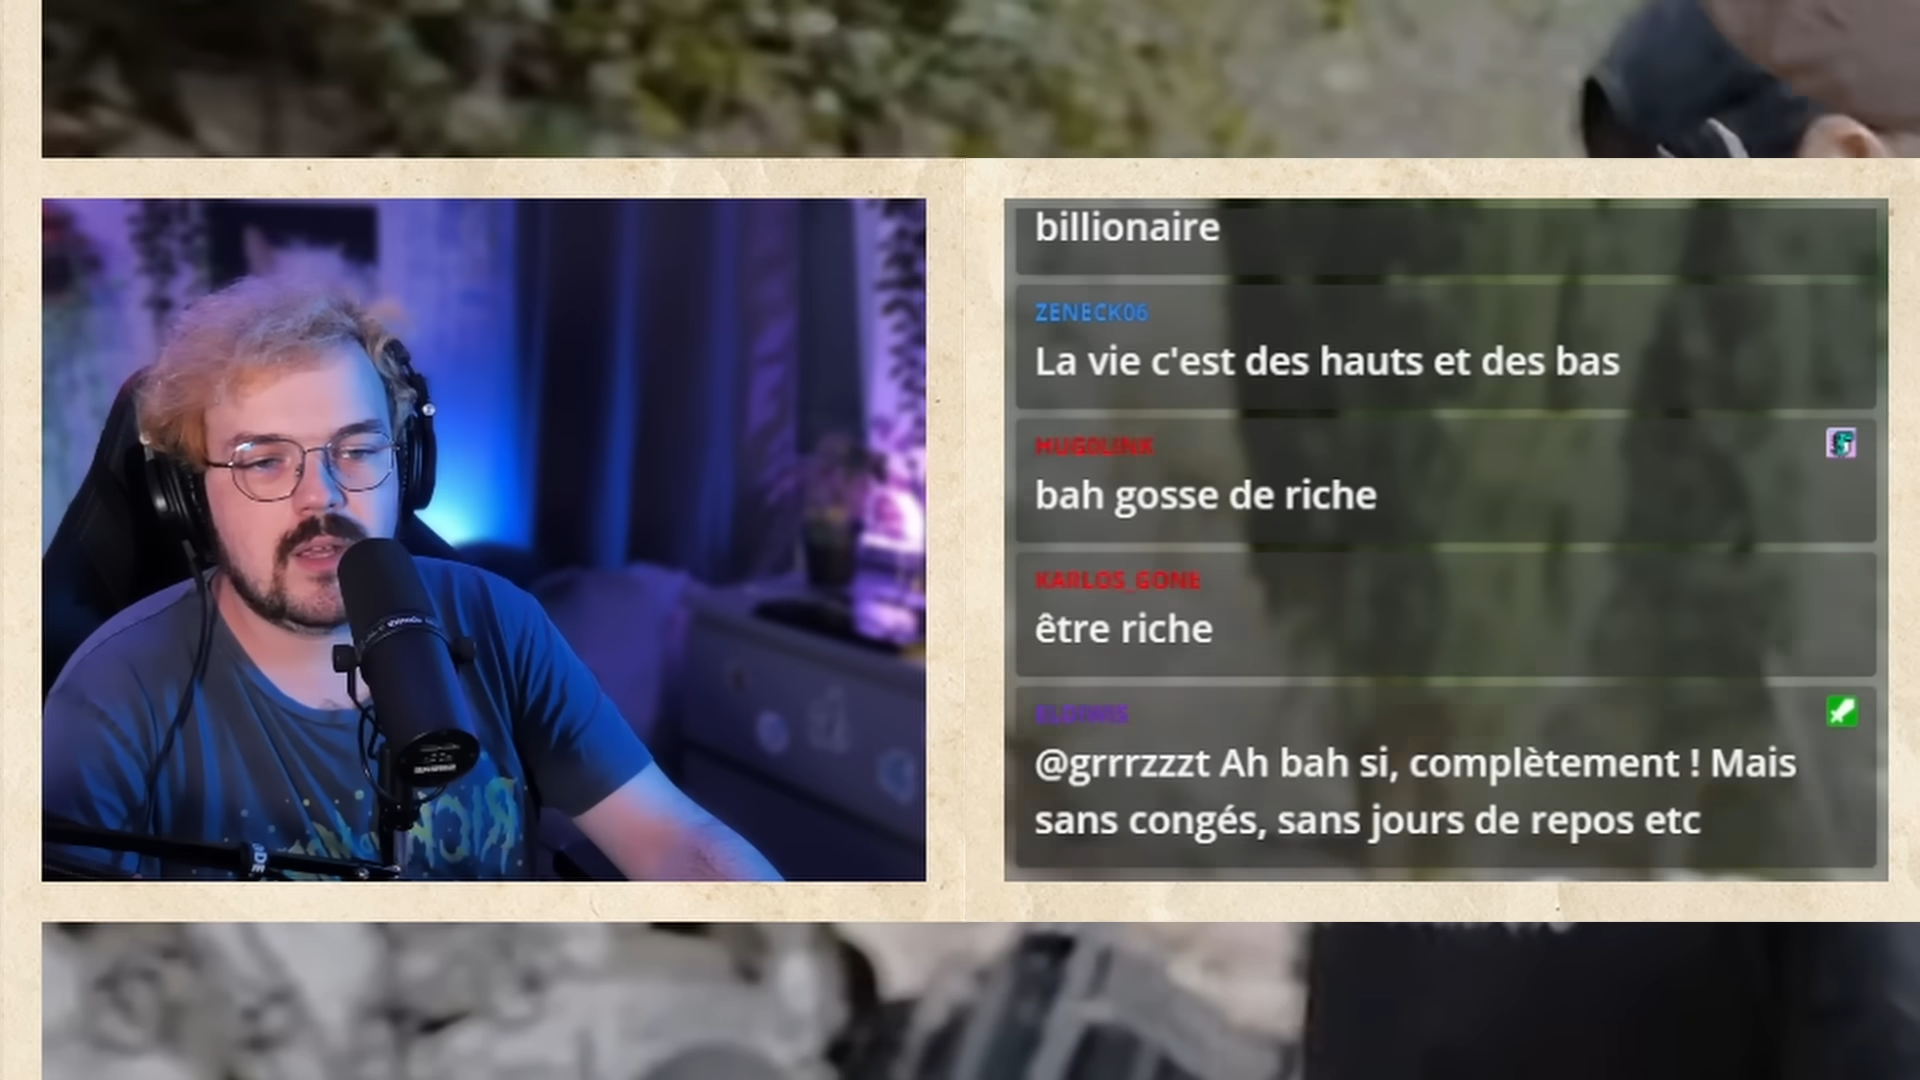 billionaire
ZENECK06
La vie c'est des hauts et des bas
HUGOLINK
bah gosse de riche
KARLOS_GONE
être riche
@grrrzzzt Ah bah si, complètement ! Mais
sans congés, sans jours de repos etc